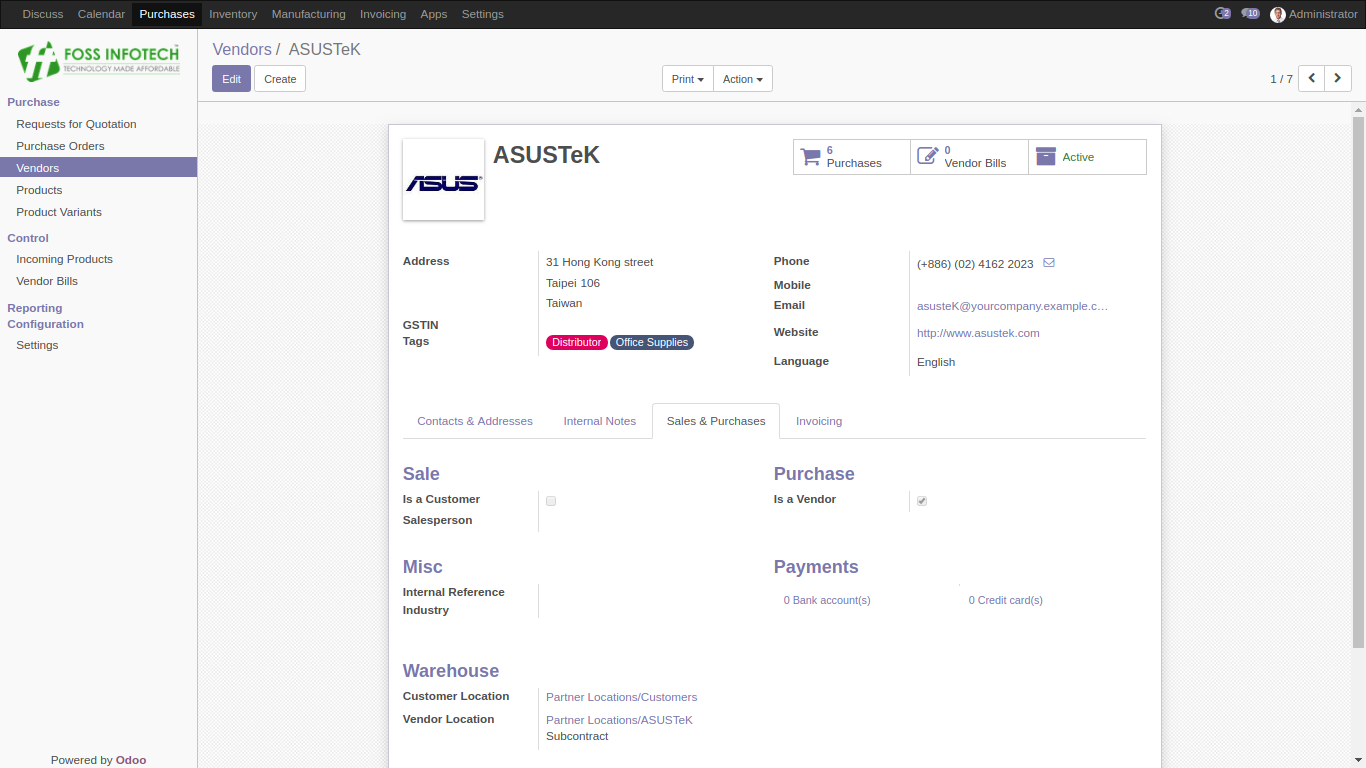 Discuss Calendar Purchases Inventory Manufacturing Invoicing Apps Settings 2 10 Administrator
FOSS INFOTECH
TECHNOLOGY MADE AFFORDABLE
Purchase
Requests for Quotation
Purchase Orders
Vendors
Products
Product Variants
Control
Incoming Products
Vendor Bills
Reporting
Configuration
Settings
Powered by Odoo
Vendors / ASUSTeK
Edit Create Print Action 1 / 7
ASUS
ASUSTeK
6
Purchases
0
Vendor Bills
Active
Address 31 Hong Kong street
Taipei 106
Taiwan
GSTIN
Tags Distributor Office Supplies
Phone (+886) (02) 4162 2023
Mobile
Email asusteK@yourcompany.example.c...
Website http://www.asustek.com
Language English
Contacts & Addresses Internal Notes Sales & Purchases Invoicing
Sale
Is a Customer
Salesperson
Purchase
Is a Vendor
Misc
Internal Reference
Industry
Payments
0 Bank account(s) 0 Credit card(s)
Warehouse
Customer Location Partner Locations/Customers
Vendor Location Partner Locations/ASUSTeK
Subcontract